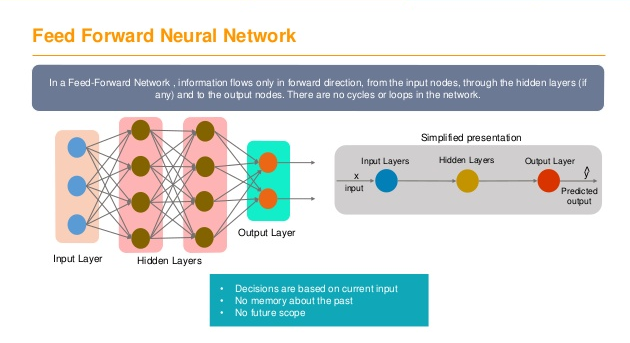 Feed Forward Neural Network
In a Feed-Forward Network , information flows only in forward direction, from the input nodes, through the hidden layers (if
any) and to the output nodes. There are no cycles or loops in the network.
Input Layer
Hidden Layers
Output Layer
Simplified presentation
Input Layers
Hidden Layers
Output Layer
x
input
Predicted
output
• Decisions are based on current input
• No memory about the past
• No future scope